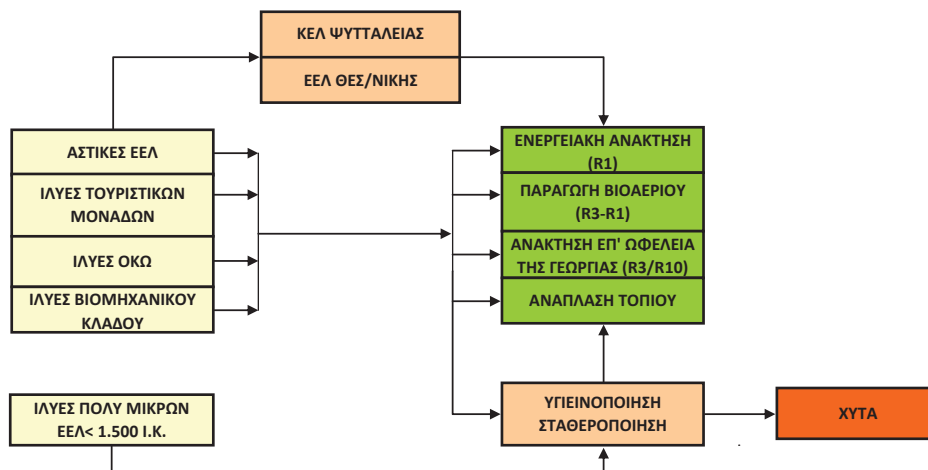 ΚΕΛ ΨΥΤΤΑΛΕΙΑΣ
ΕΕΛ ΘΕΣ/ΝΙΚΗΣ
ΑΣΤΙΚΕΣ ΕΕΛ
ΙΛΥΕΣ ΤΟΥΡΙΣΤΙΚΩΝ
ΜΟΝΑΔΩΝ
ΙΛΥΕΣ ΟΚΩ
ΙΛΥΕΣ ΒΙΟΜΗΧΑΝΙΚΟΥ
ΚΛΑΔΟΥ
ΕΝΕΡΓΕΙΑΚΗ ΑΝΑΚΤΗΣΗ
(R1)
ΠΑΡΑΓΩΓΗ ΒΙΟΑΕΡΙΟΥ
(R3-R1)
ΑΝΑΚΤΗΣΗ ΕΠ' ΩΦΕΛΕΙΑ
ΤΗΣ ΓΕΩΡΓΙΑΣ (R3/R10)
ΑΝΑΠΛΑΣΗ ΤΟΠΙΟΥ
ΙΛΥΕΣ ΠΟΛΥ ΜΙΚΡΩΝ
ΕΕΛ< 1.500 Ι.Κ.
ΥΓΙΕΙΝΟΠΟΙΗΣΗ
ΣΤΑΘΕΡΟΠΟΙΗΣΗ
ΧΥΤΑ